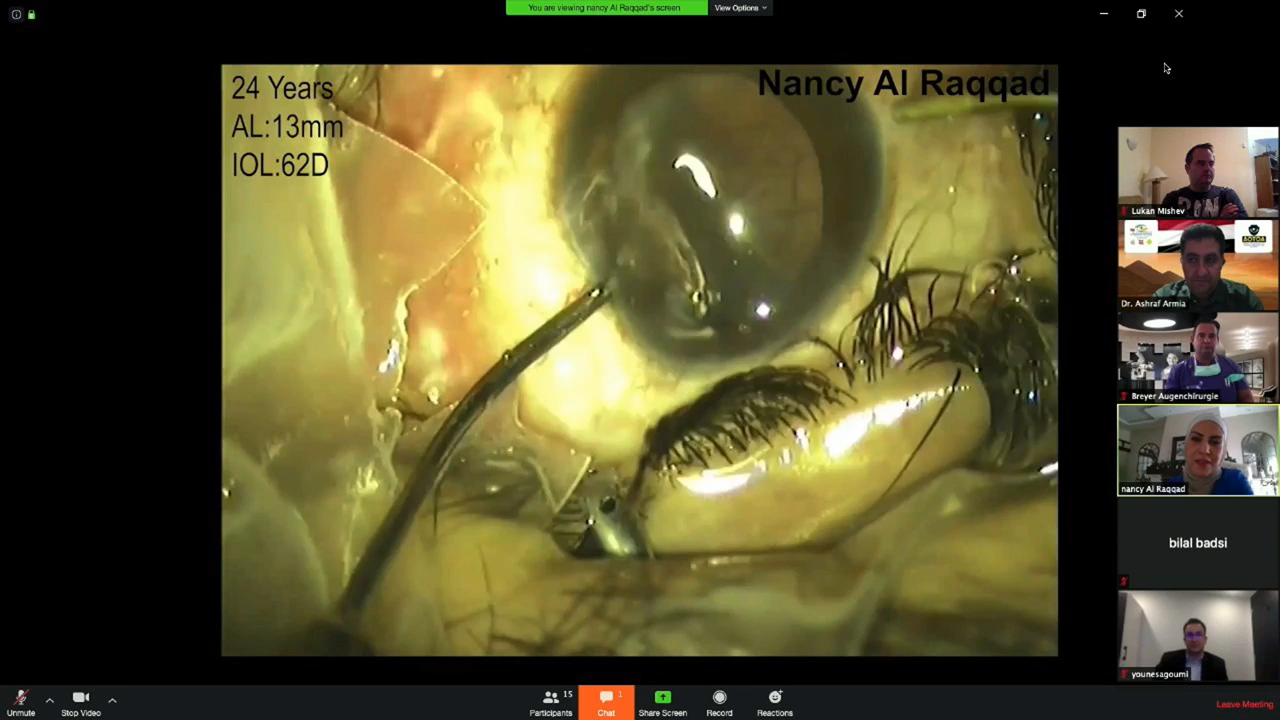 You are viewing nancy Al Raqqad's screen
View Options
24 Years
AL:13mm
IOL:62D
Nancy Al Raqqad
Lukan Mishev
AOTOA
Dr. Ashraf Armia
Breyer Augenchirurgie
nancy Al Raqqad
bilal badsi
younesagoumi
Unmute
Stop Video
15
Participants
1
Chat
Share Screen
Record
Reactions
Leave Meeting